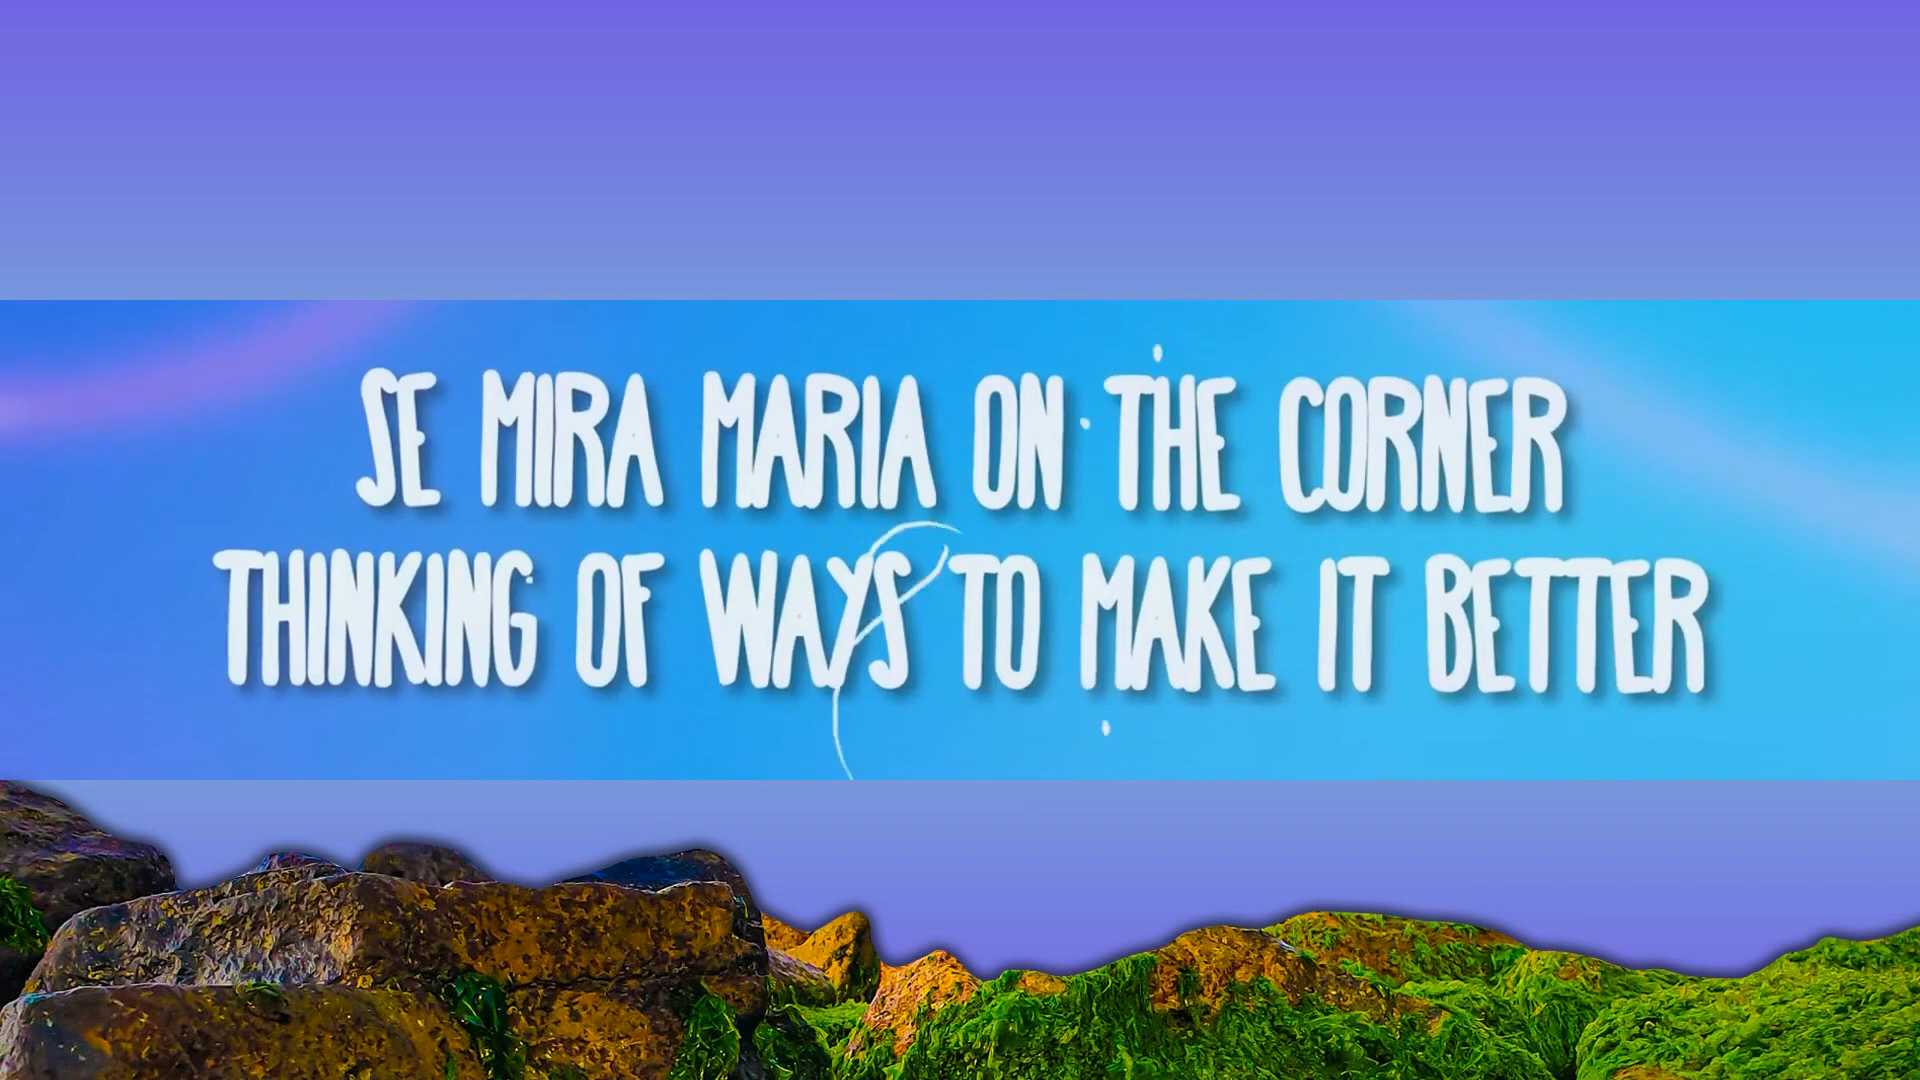 SE MIRA MARIA ON THE CORNER
THINKING OF WAYS TO MAKE IT BETTER